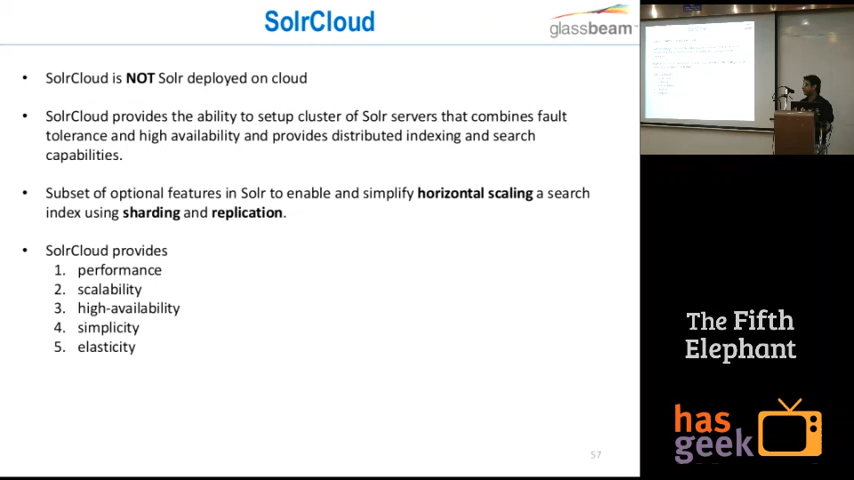 SolrCloud
glassbeam
• SolrCloud is NOT Solr deployed on cloud
• SolrCloud provides the ability to setup cluster of Solr servers that combines fault
tolerance and high availability and provides distributed indexing and search
capabilities.
• Subset of optional features in Solr to enable and simplify horizontal scaling a search
index using sharding and replication.
• SolrCloud provides
1. performance
2. scalability
3. high-availability
4. simplicity
5. elasticity
57
The Fifth
Elephant
has
geek